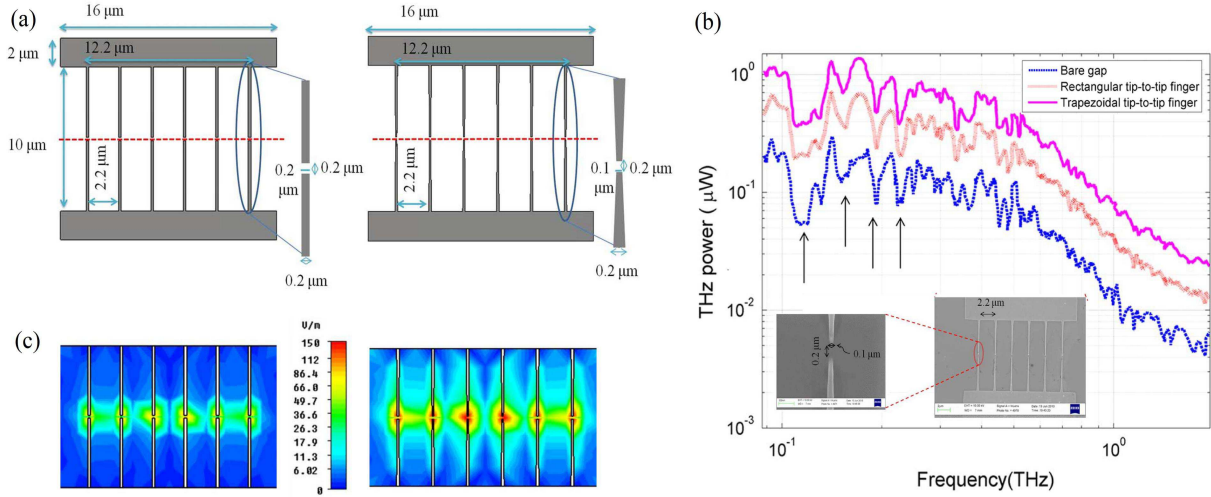 (a)
16 μm
2 μm
12.2 μm
10 μm
2.2 μm
0.2
μm
0.2 μm
0.2 μm
16 μm
12.2 μm
2.2 μm
0.1
μm
0.2 μm
0.2 μm
(b)
10⁰
10⁻¹
10⁻²
10⁻³
THz power ( μW)
Bare gap
Rectangular tip-to-tip finger
Trapezoidal tip-to-tip finger
0.2 μm
0.1 μm
2.2 μm
10⁻¹
10⁰
Frequency(THz)
(c)
V/m
150
112
86.4
66.0
49.7
36.6
26.3
17.9
11.3
6.02
0